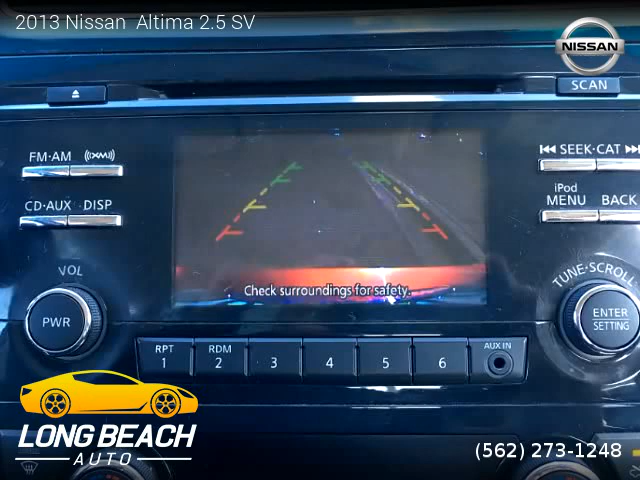 2013 Nissan Altima 2.5 SV
NISSAN
SCAN
FM·AM (XM)
SEEK·CAT
CD·AUX DISP
iPod
MENU BACK
VOL
TUNE·SCROLL
Check surroundings for safety.
PWR
ENTER
SETTING
RPT RDM AUX IN
1 2 3 4 5 6
LONG BEACH
AUTO
(562) 273-1248